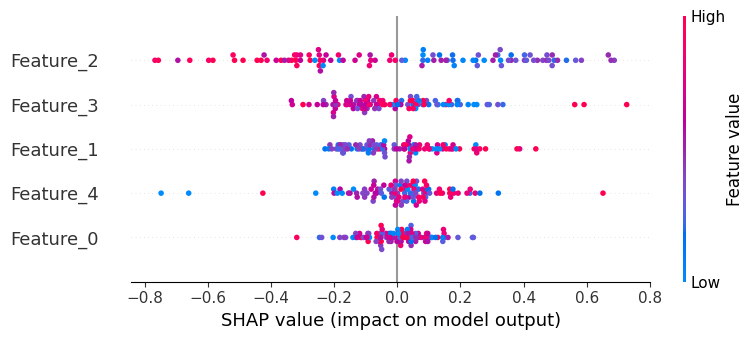 High
Feature_2
Feature_3
Feature_1
Feature_4
Feature_0
Feature value
Low
−0.8 −0.6 −0.4 −0.2 0.0 0.2 0.4 0.6 0.8
SHAP value (impact on model output)